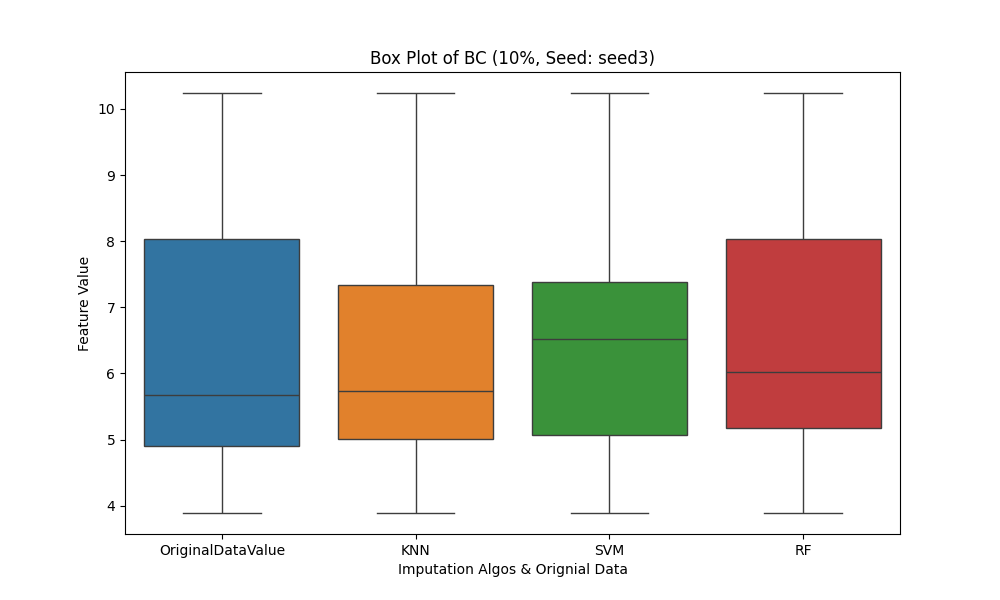 Box Plot of BC (10%, Seed: seed3)
Feature Value
10
9
8
7
6
5
4
OriginalDataValue KNN SVM RF
Imputation Algos & Orignial Data